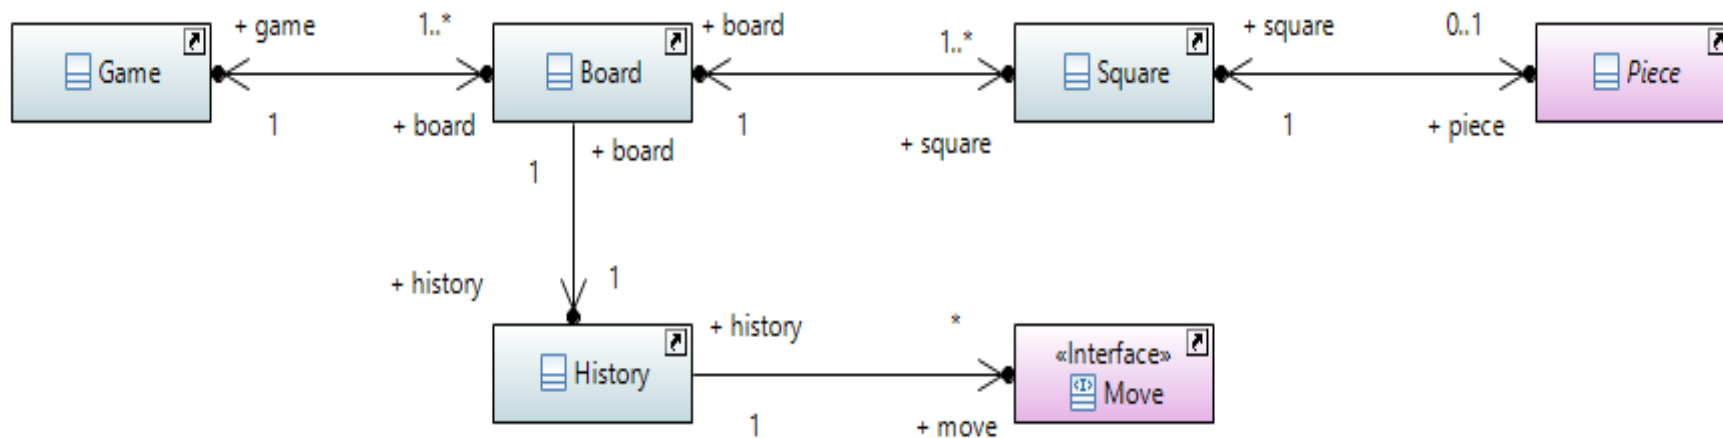 + game
1..*
+ board
1..*
+ square
0..1
Game
Board
Square
Piece
1
+ board
1
+ square
1
+ piece
+ board
1
+ history
1
+ history
*
«Interface»
History
Move
1
+ move